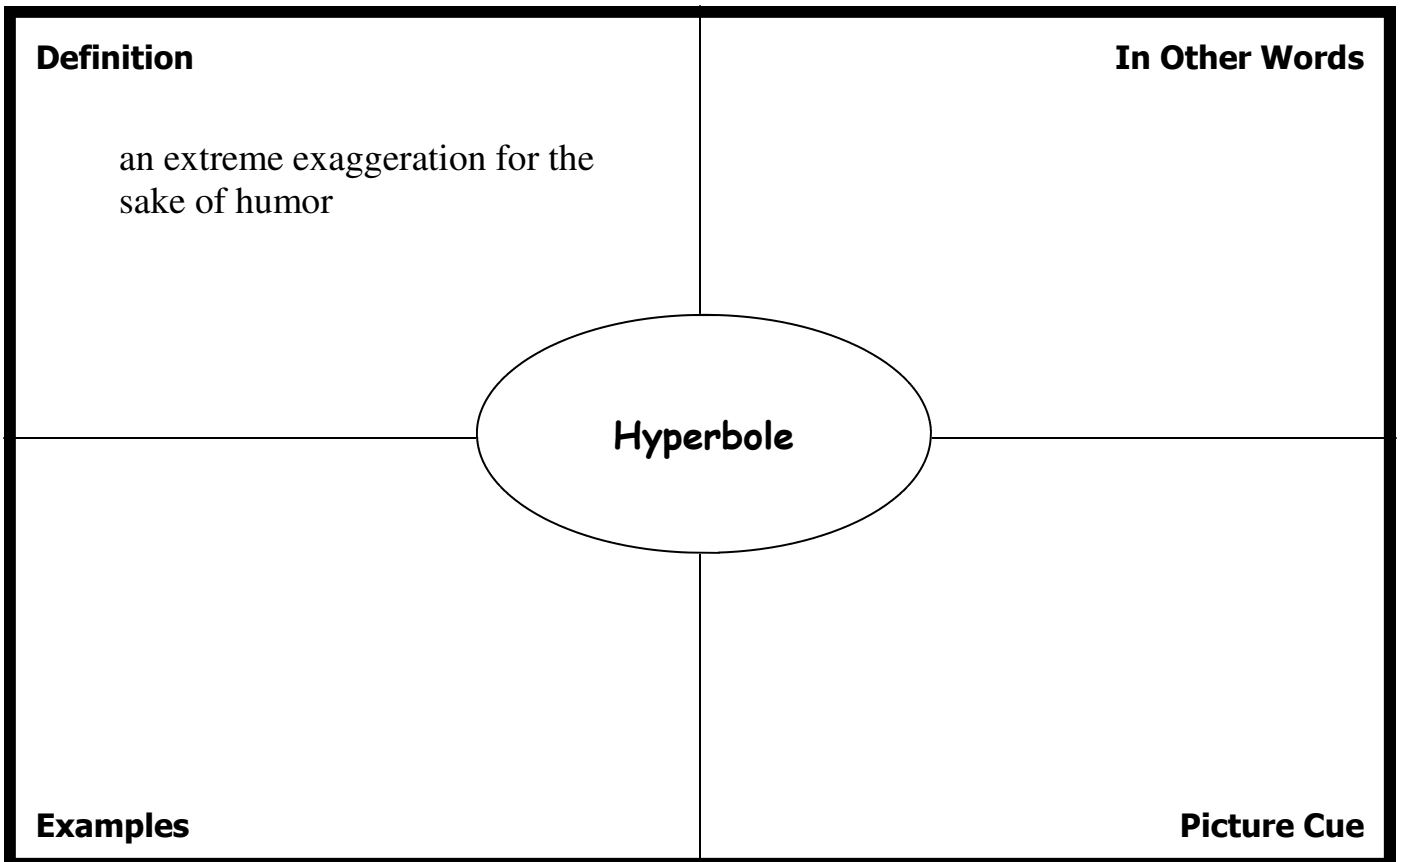 Definition
In Other Words
an extreme exaggeration for the
sake of humor
Hyperbole
Examples
Picture Cue